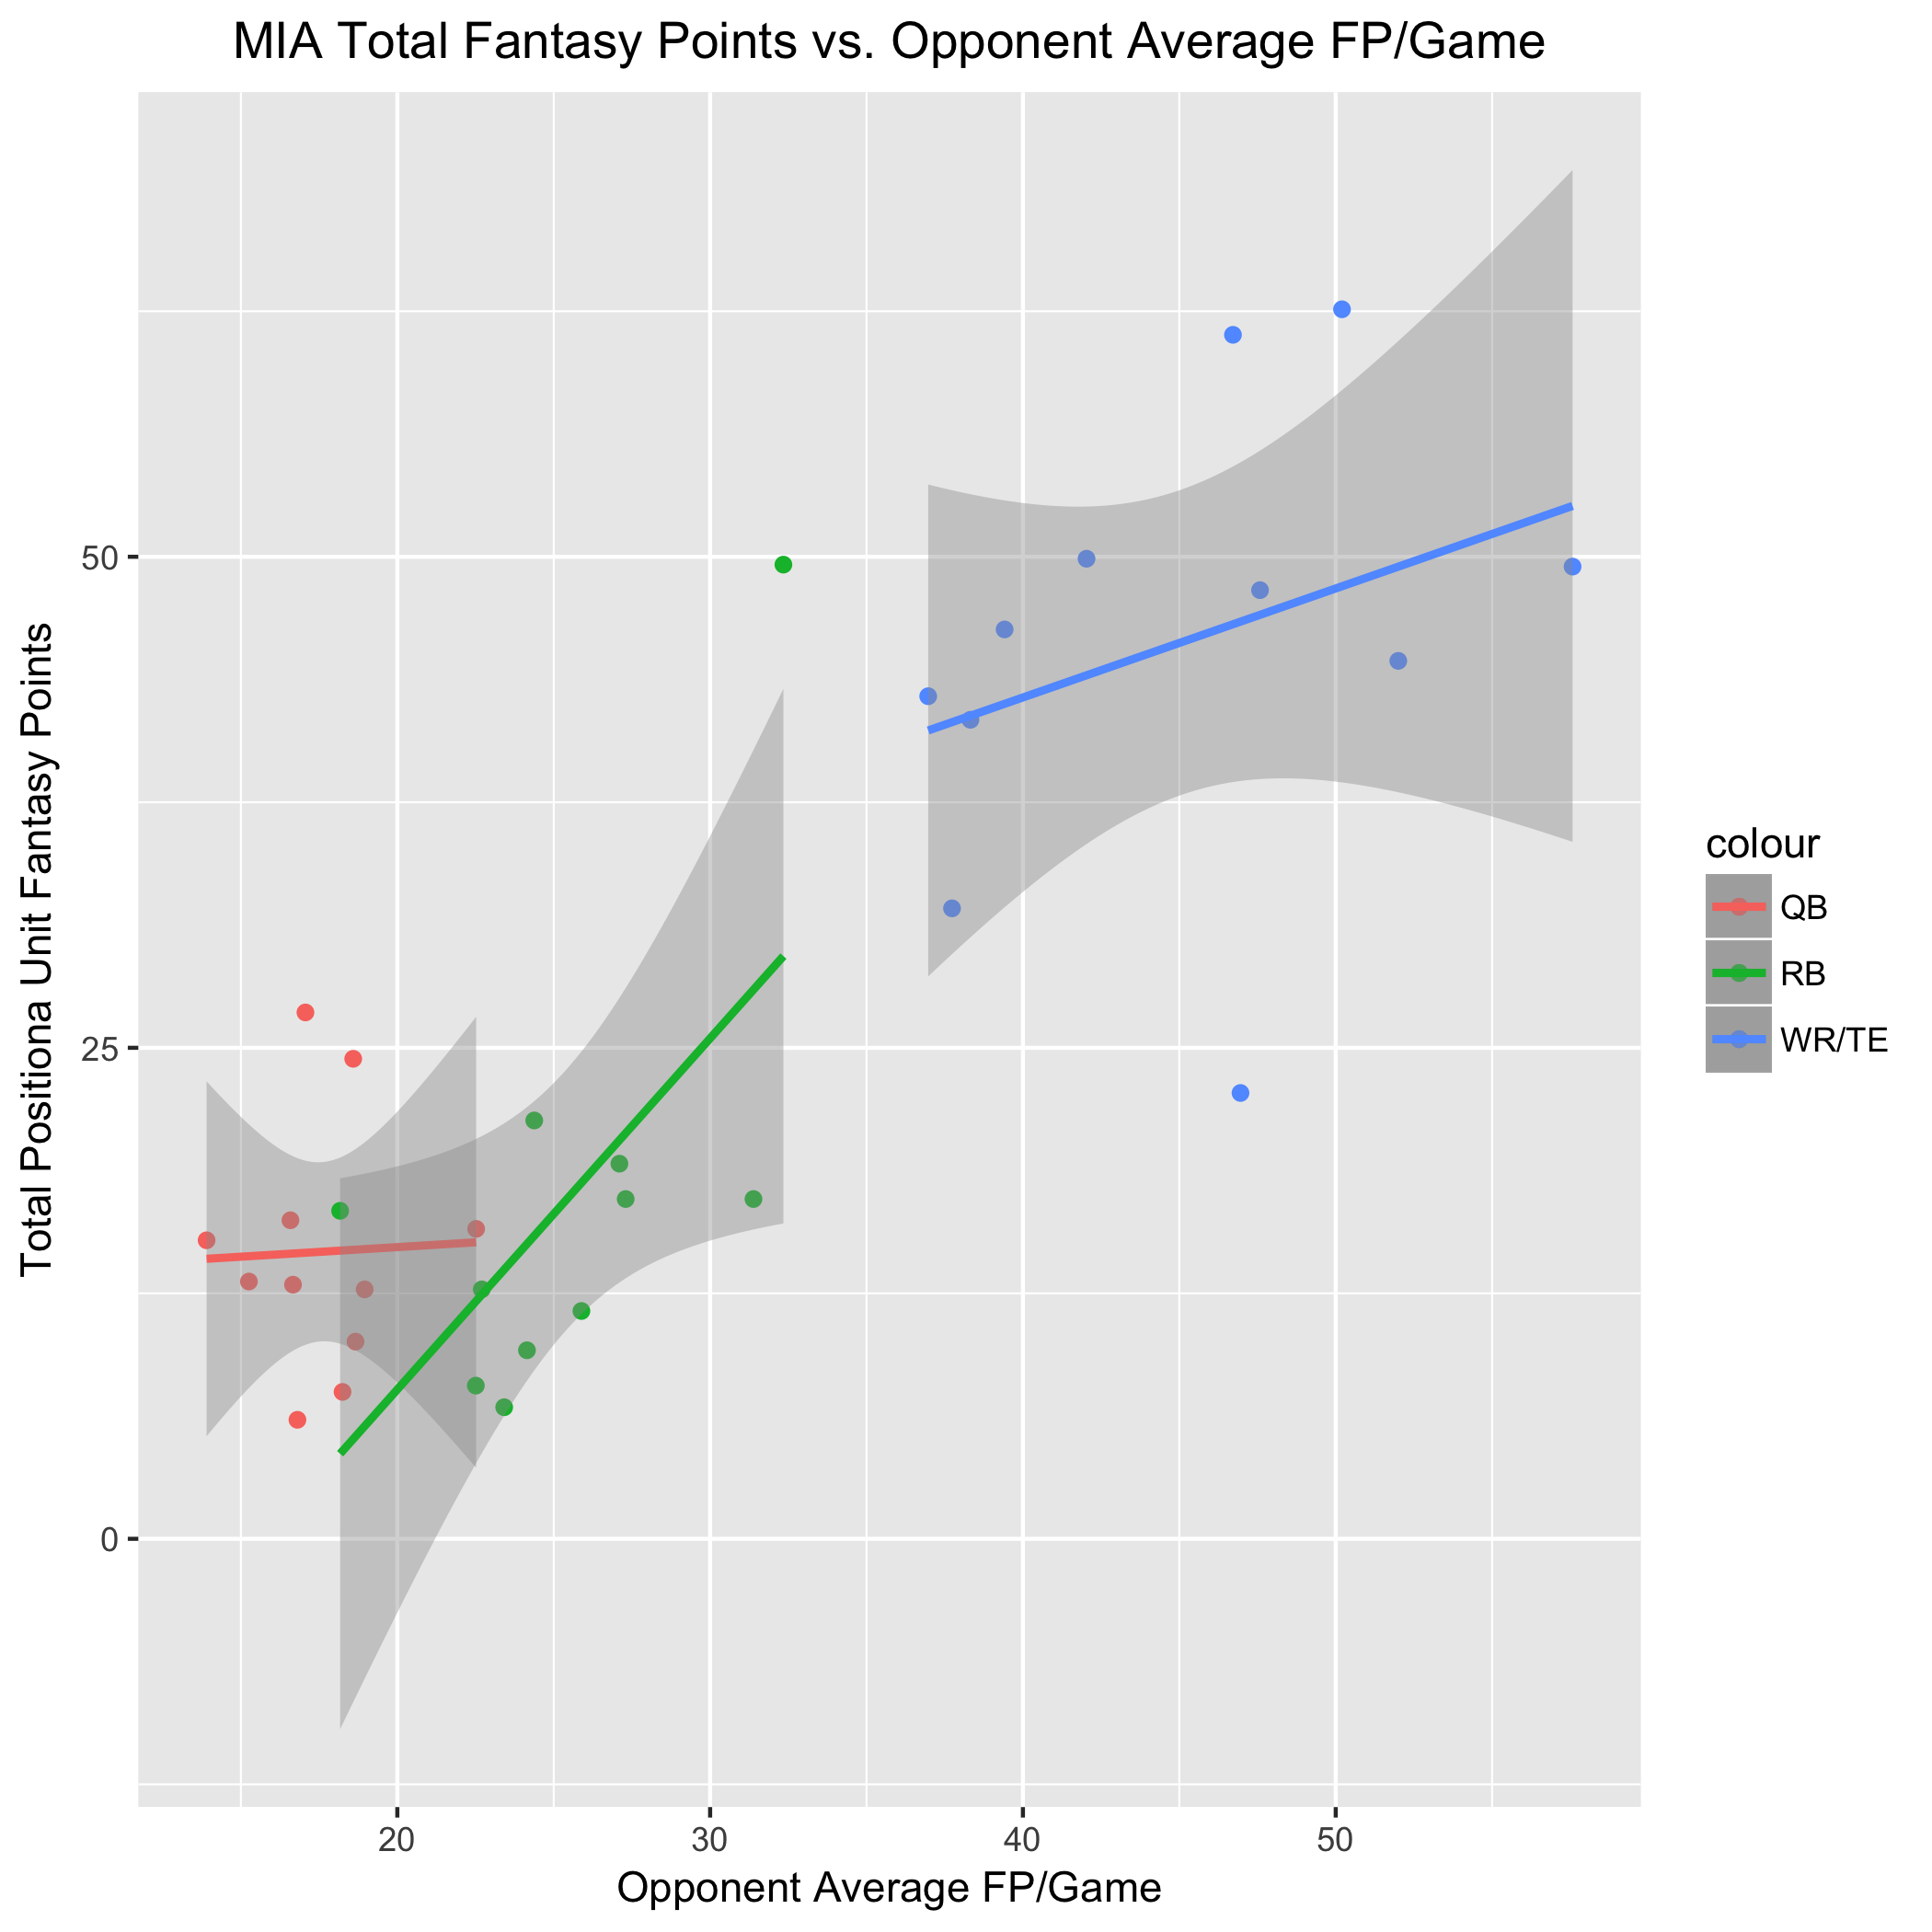 MIA Total Fantasy Points vs. Opponent Average FP/Game
Total Positiona Unit Fantasy Points
50
25
0
20
30
40
50
Opponent Average FP/Game
colour
QB
RB
WR/TE